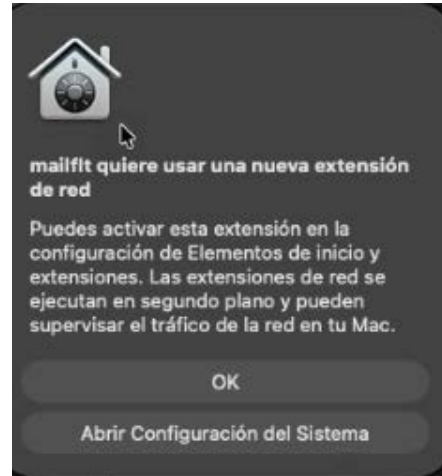 mailflt quiere usar una nueva extensión
de red
Puedes activar esta extensión en la
configuración de Elementos de inicio y
extensiones. Las extensiones de red se
ejecutan en segundo plano y pueden
supervisar el tráfico de la red en tu Mac.
OK
Abrir Configuración del Sistema